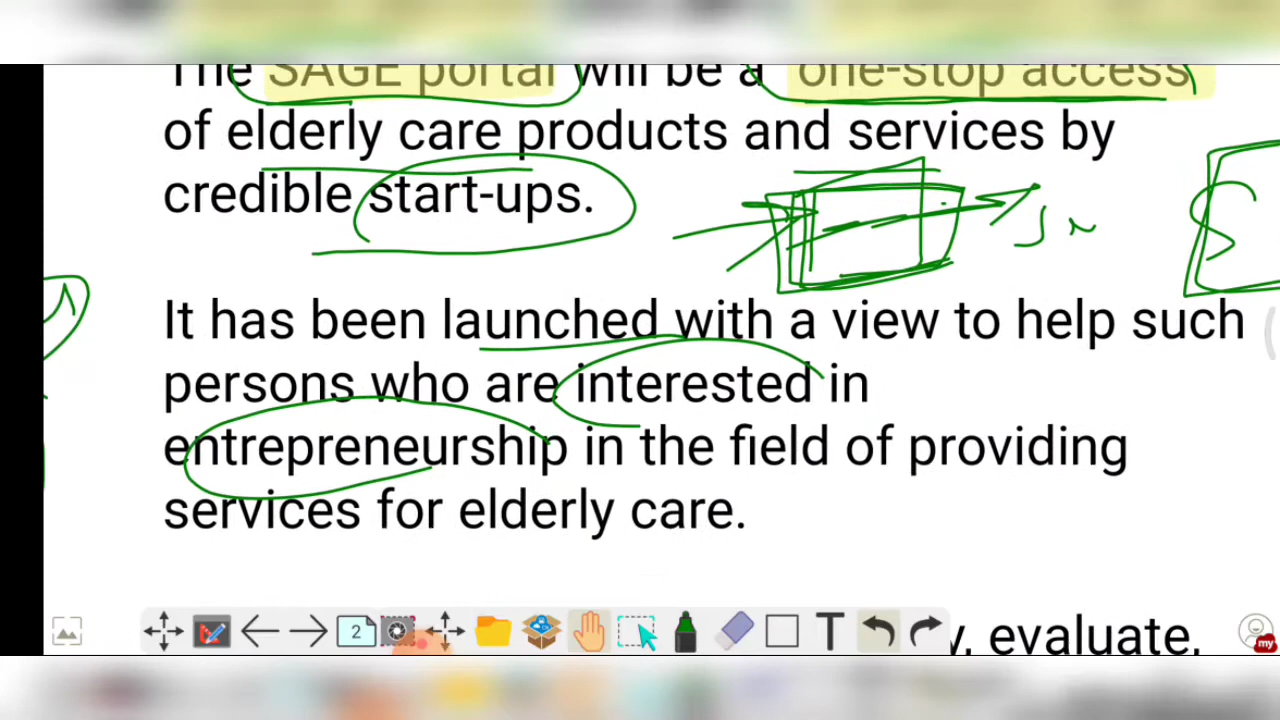 The SAGE portal will be a one-stop access
of elderly care products and services by
credible start-ups.
It has been launched with a view to help such
persons who are interested in
entrepreneurship in the field of providing
services for elderly care.
evaluate,
2
T
my